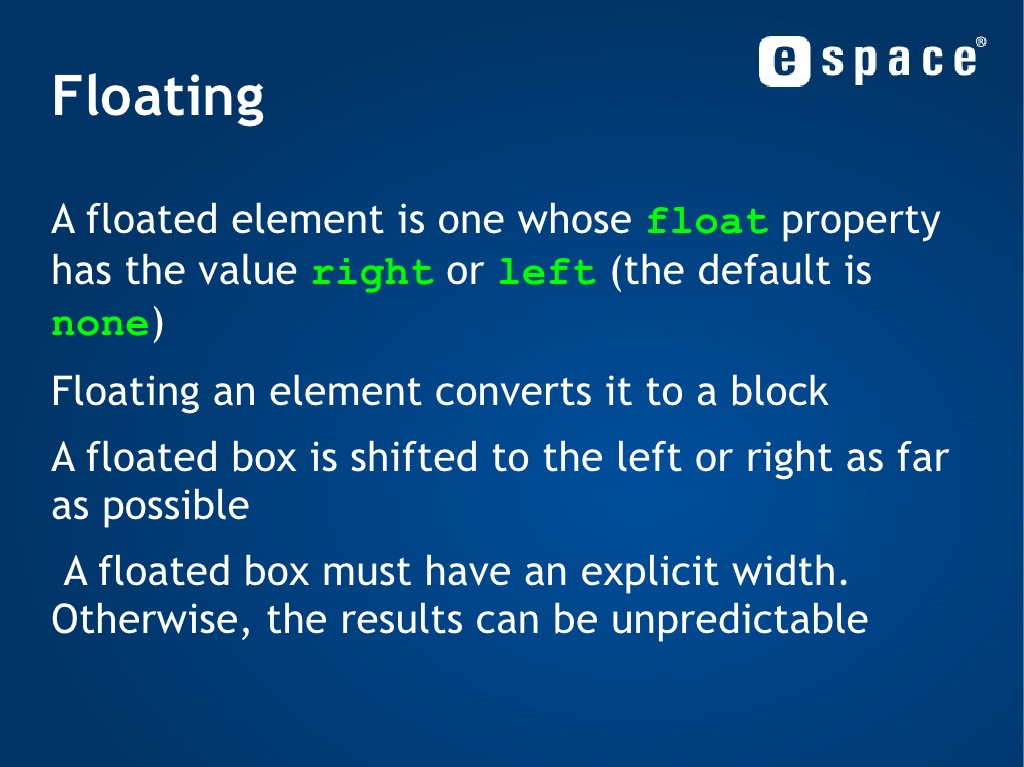 e space®
Floating
A floated element is one whose float property
has the value right or left (the default is
none)
Floating an element converts it to a block
A floated box is shifted to the left or right as far
as possible
A floated box must have an explicit width.
Otherwise, the results can be unpredictable